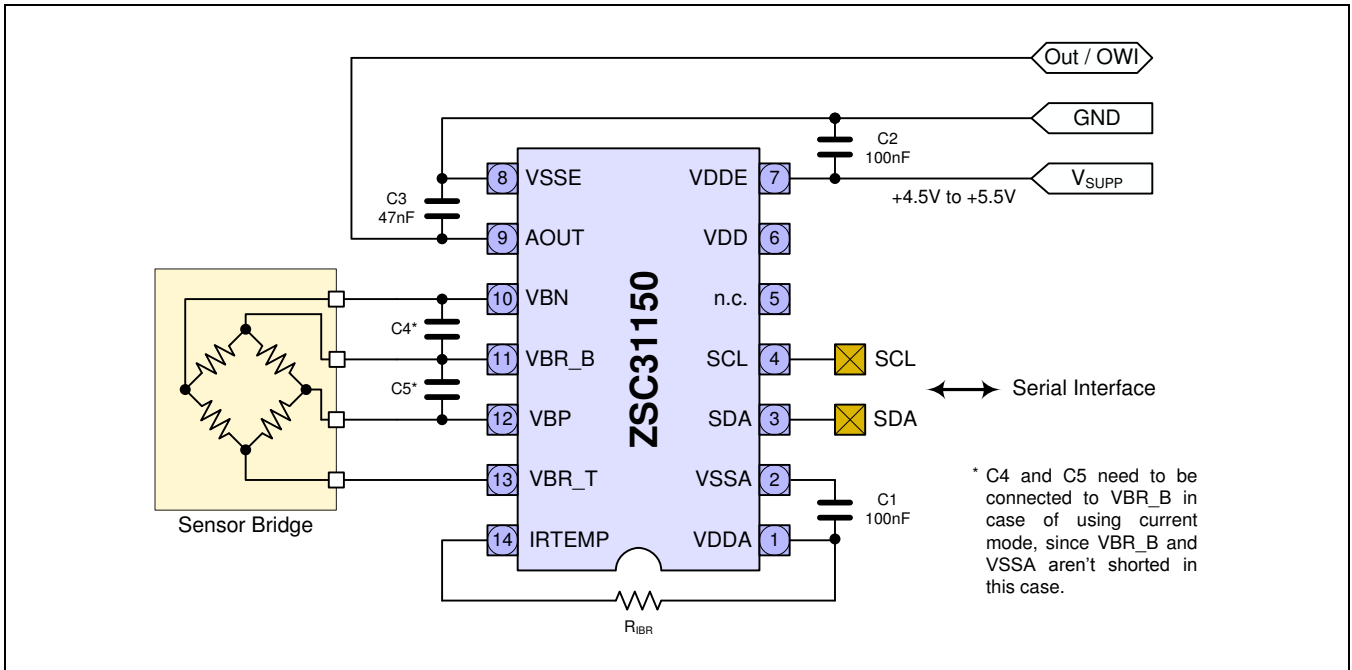 Out / OWI
GND
C2
100nF
VSUPP
+4.5V to +5.5V
C3
47nF
8 VSSE
VDDE 7
9 AOUT
VDD 6
10 VBN
n.c. 5
C4*
11 VBR_B
SCL 4
SCL
C5*
Serial Interface
12 VBP
SDA 3
SDA
13 VBR_T
VSSA 2
C1
100nF
14 IRTEMP
VDDA 1
ZSC31150
Sensor Bridge
RIBR
* C4 and C5 need to be
connected to VBR_B in
case of using current
mode, since VBR_B and
VSSA aren't shorted in
this case.